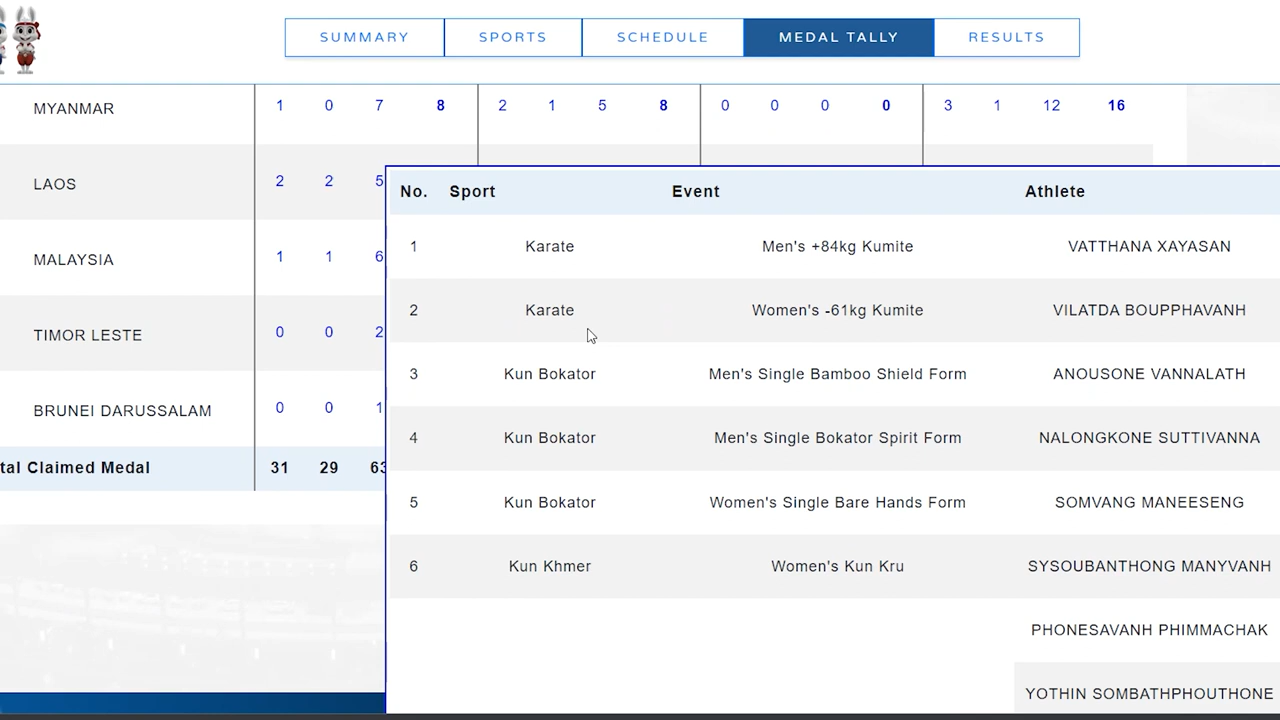 SUMMARY SPORTS SCHEDULE MEDAL TALLY RESULTS
MYANMAR 1 0 7 8 2 1 5 8 0 0 0 0 3 1 12 16
LAOS 2 2 5
MALAYSIA 1 1 6
TIMOR LESTE 0 0 2
BRUNEI DARUSSALAM 0 0 1
tal Claimed Medal 31 29 63
No. Sport Event Athlete
1 Karate Men's +84kg Kumite VATTHANA XAYASAN
2 Karate Women's -61kg Kumite VILATDA BOUPPHAVANH
3 Kun Bokator Men's Single Bamboo Shield Form ANOUSONE VANNALATH
4 Kun Bokator Men's Single Bokator Spirit Form NALONGKONE SUTTIVANNA
5 Kun Bokator Women's Single Bare Hands Form SOMVANG MANEESENG
6 Kun Khmer Women's Kun Kru SYSOUBANTHONG MANYVANH
PHONESAVANH PHIMMACHAK
YOTHIN SOMBATHPHOUTHONE